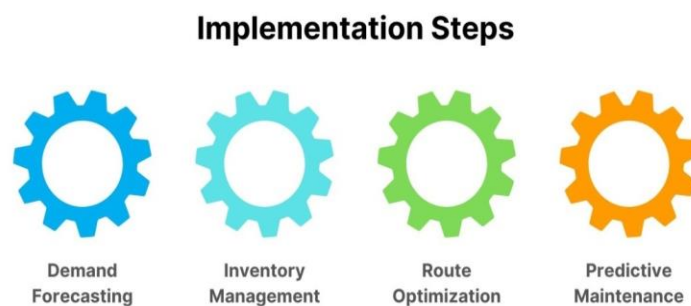 Implementation Steps
Demand
Forecasting
Inventory
Management
Route
Optimization
Predictive
Maintenance